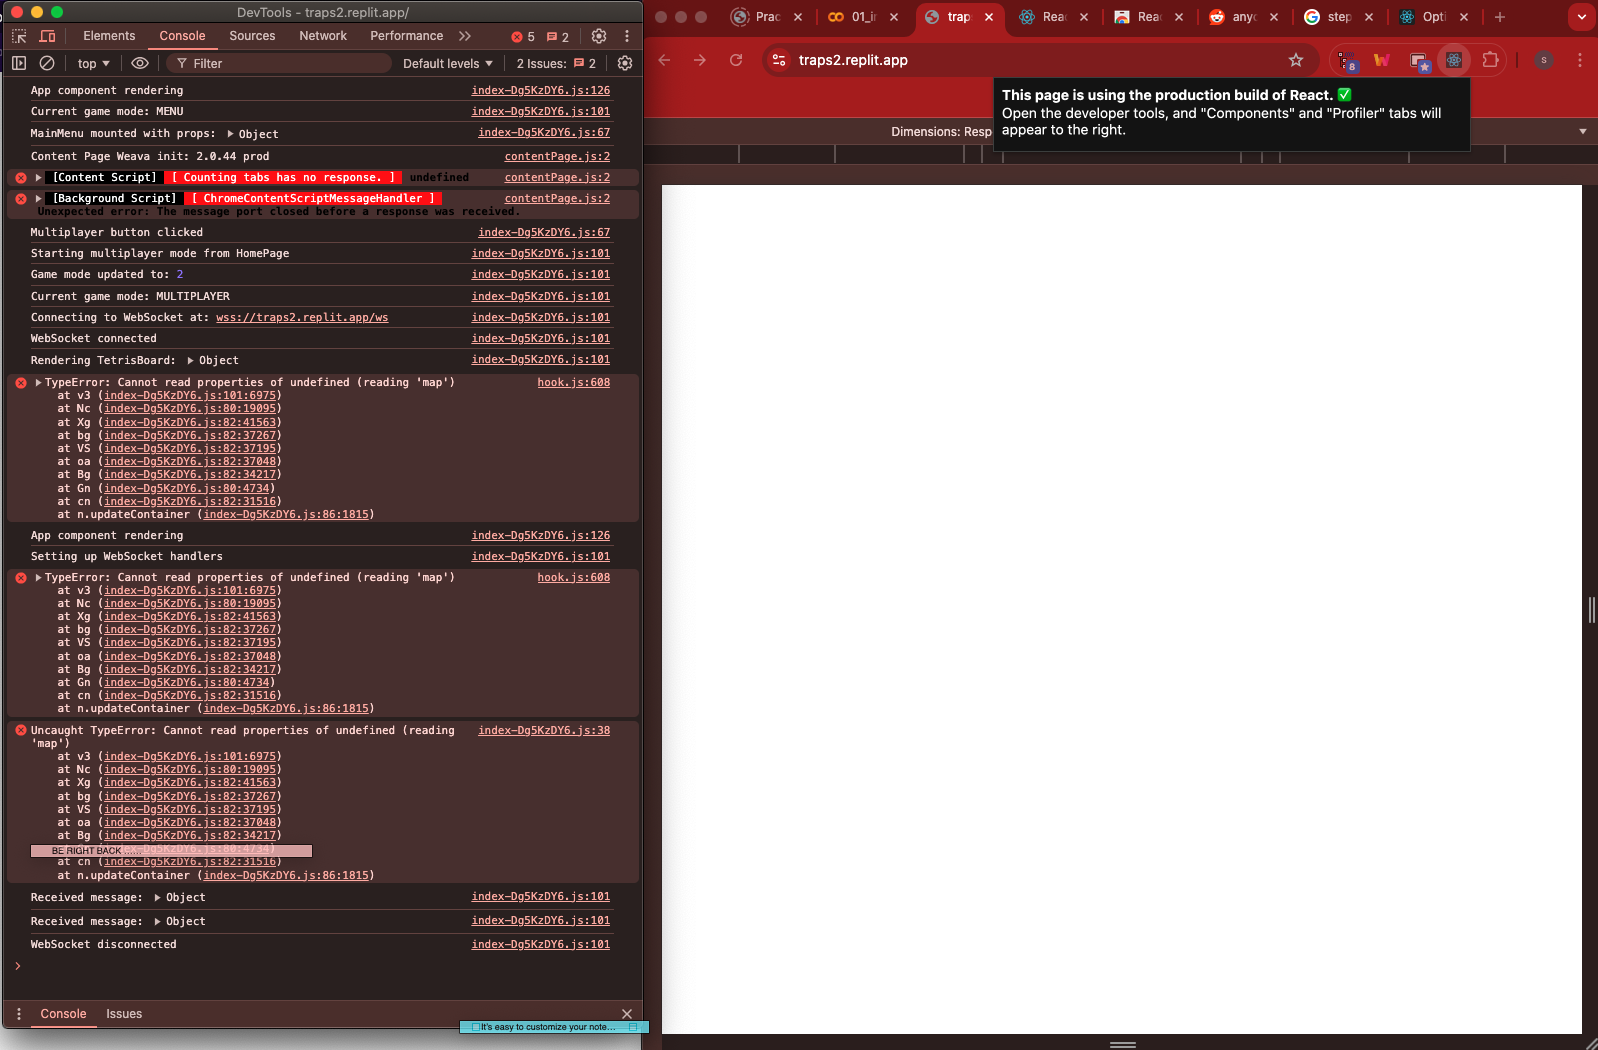 DevTools - traps2.replit.app/
Elements Console Sources Network Performance 5 2
top Filter Default levels 2 Issues: 2
App component rendering index-Dg5KzDY6.js:126
Current game mode: MENU index-Dg5KzDY6.js:101
MainMenu mounted with props: Object index-Dg5KzDY6.js:67
Content Page Weava init: 2.0.44 prod contentPage.js:2
[Content Script] [ Counting tabs has no response. ] undefined contentPage.js:2
[Background Script] [ ChromeContentScriptMessageHandler ] contentPage.js:2
Unexpected error: The message port closed before a response was received.
Multiplayer button clicked index-Dg5KzDY6.js:67
Starting multiplayer mode from HomePage index-Dg5KzDY6.js:101
Game mode updated to: 2 index-Dg5KzDY6.js:101
Current game mode: MULTIPLAYER index-Dg5KzDY6.js:101
Connecting to WebSocket at: wss://traps2.replit.app/ws index-Dg5KzDY6.js:101
WebSocket connected index-Dg5KzDY6.js:101
Rendering TetrisBoard: Object index-Dg5KzDY6.js:101
TypeError: Cannot read properties of undefined (reading 'map') hook.js:608
at v3 (index-Dg5KzDY6.js:101:6975)
at Nc (index-Dg5KzDY6.js:80:19095)
at Xg (index-Dg5KzDY6.js:82:41563)
at bg (index-Dg5KzDY6.js:82:37267)
at VS (index-Dg5KzDY6.js:82:37195)
at oa (index-Dg5KzDY6.js:82:37048)
at Bg (index-Dg5KzDY6.js:82:34217)
at Gn (index-Dg5KzDY6.js:80:4734)
at cn (index-Dg5KzDY6.js:82:31516)
at n.updateContainer (index-Dg5KzDY6.js:86:1815)
App component rendering index-Dg5KzDY6.js:126
Setting up WebSocket handlers index-Dg5KzDY6.js:101
TypeError: Cannot read properties of undefined (reading 'map') hook.js:608
at v3 (index-Dg5KzDY6.js:101:6975)
at Nc (index-Dg5KzDY6.js:80:19095)
at Xg (index-Dg5KzDY6.js:82:41563)
at bg (index-Dg5KzDY6.js:82:37267)
at VS (index-Dg5KzDY6.js:82:37195)
at oa (index-Dg5KzDY6.js:82:37048)
at Bg (index-Dg5KzDY6.js:82:34217)
at Gn (index-Dg5KzDY6.js:80:4734)
at cn (index-Dg5KzDY6.js:82:31516)
at n.updateContainer (index-Dg5KzDY6.js:86:1815)
Uncaught TypeError: Cannot read properties of undefined (reading index-Dg5KzDY6.js:38
'map')
at v3 (index-Dg5KzDY6.js:101:6975)
at Nc (index-Dg5KzDY6.js:80:19095)
at Xg (index-Dg5KzDY6.js:82:41563)
at bg (index-Dg5KzDY6.js:82:37267)
at VS (index-Dg5KzDY6.js:82:37195)
at oa (index-Dg5KzDY6.js:82:37048)
at Bg (index-Dg5KzDY6.js:82:34217)
BE RIGHT BACK ......
at cn (index-Dg5KzDY6.js:82:31516)
at n.updateContainer (index-Dg5KzDY6.js:86:1815)
Received message: Object index-Dg5KzDY6.js:101
Received message: Object index-Dg5KzDY6.js:101
WebSocket disconnected index-Dg5KzDY6.js:101
Console Issues
It's easy to customize your note...
Prac 01_ir trap: Rea Rea anyc step Opti
traps2.replit.app 8 S
This page is using the production build of React. ✅
Open the developer tools, and "Components" and "Profiler" tabs will
appear to the right.
Dimensions: Resp